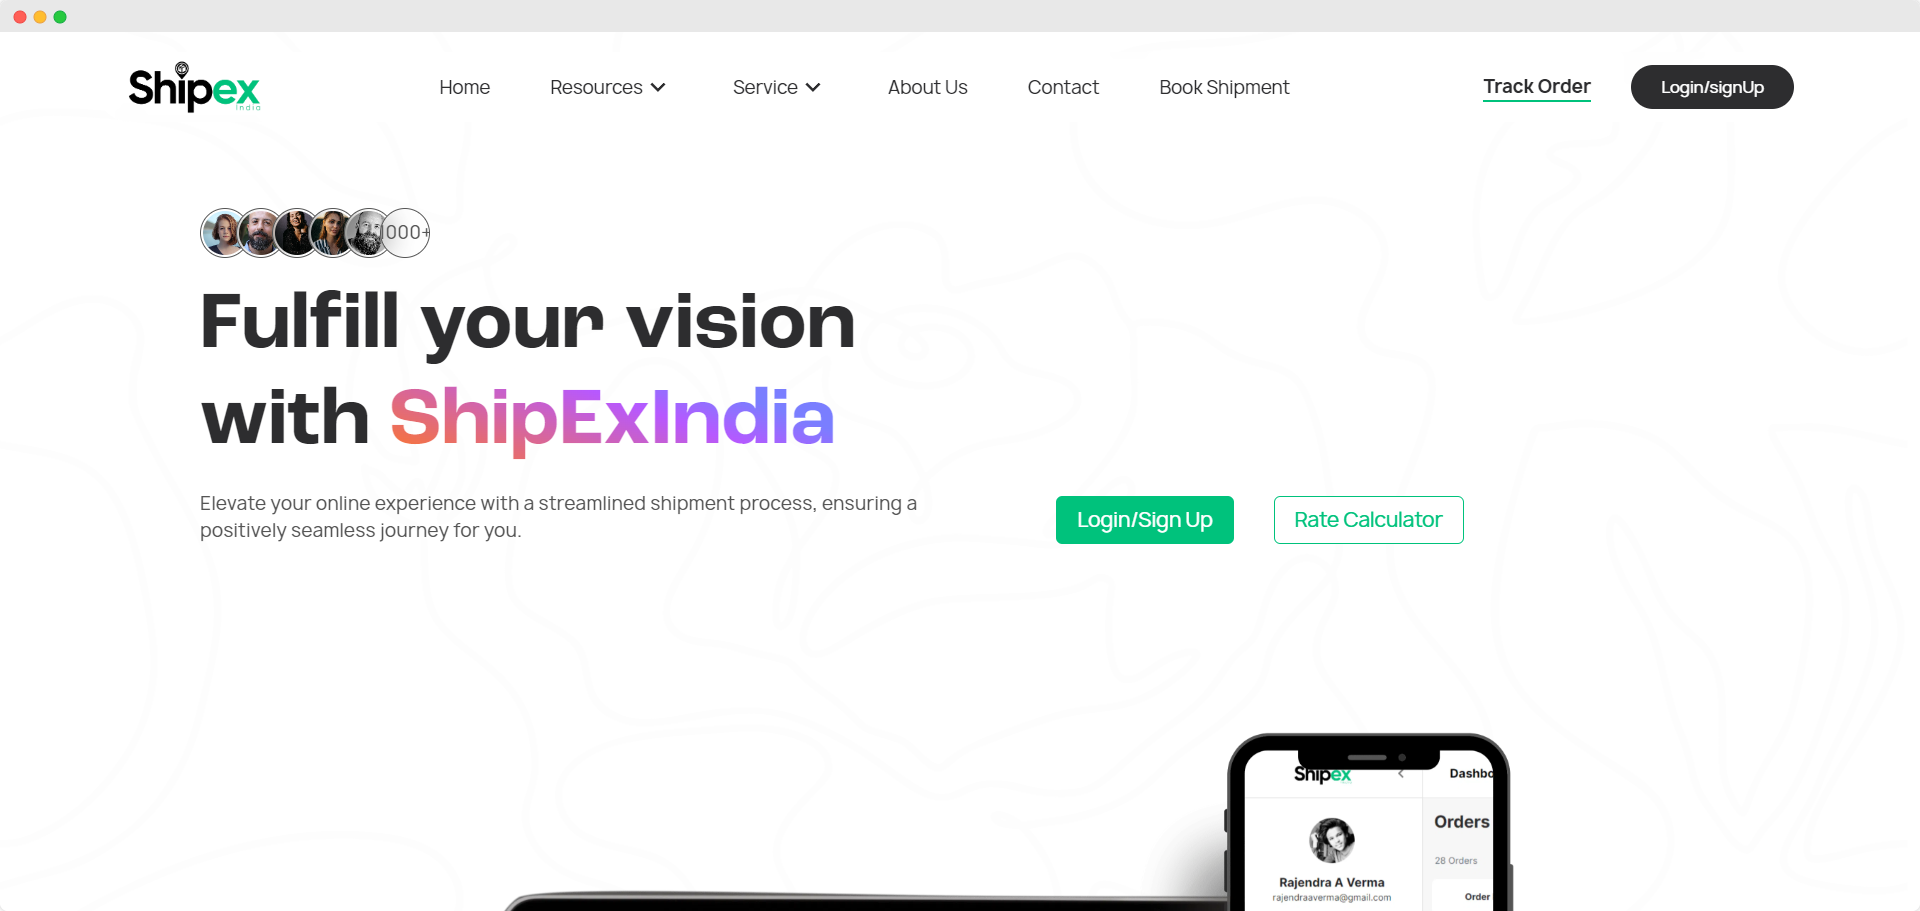 Shipex
india
Home
Resources
Service
About Us
Contact
Book Shipment
Track Order
Login/signUp
1000+
Fulfill your vision
with ShipExIndia
Elevate your online experience with a streamlined shipment process, ensuring a
positively seamless journey for you.
Login/Sign Up
Rate Calculator
Shipex
Dashbo
Orders
28 Orders
Order
Rajendra A Verma
rajendraaverma@gmail.com